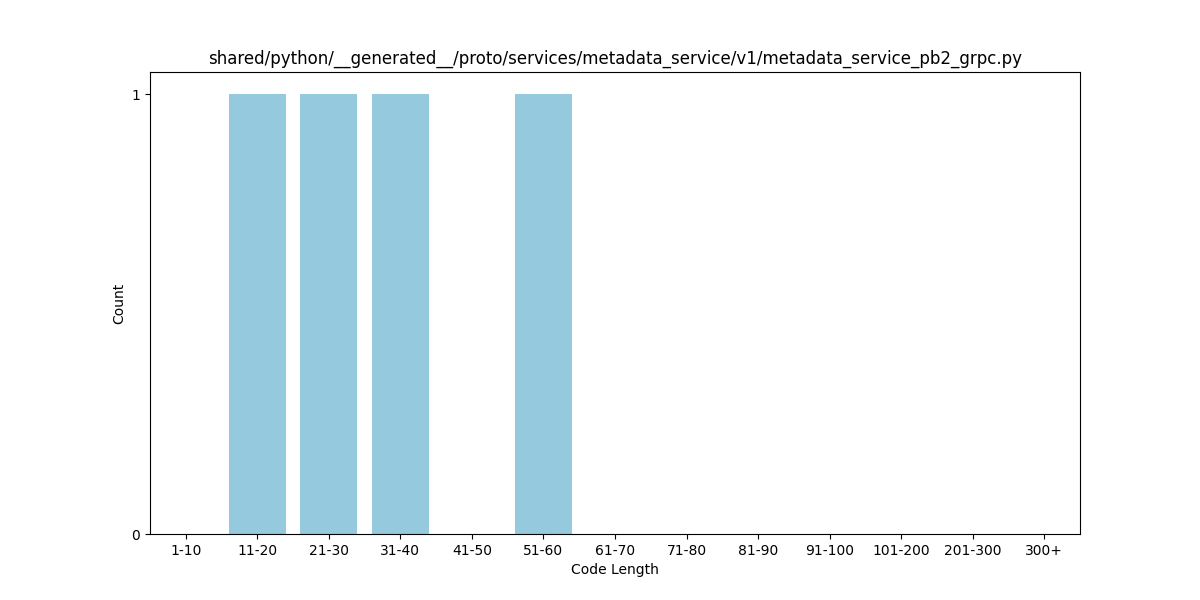 shared/python/__generated__/proto/services/metadata_service/v1/metadata_service_pb2_grpc.py
1
0
Count
1-10 11-20 21-30 31-40 41-50 51-60 61-70 71-80 81-90 91-100 101-200 201-300 300+
Code Length